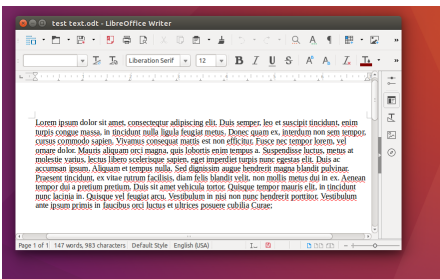 test text.odt - LibreOffice Writer
Liberation Serif 12
Lorem ipsum dolor sit amet, consectetur adipiscing elit. Duis semper, leo et suscipit tincidunt, enim
turpis congue massa, in tincidunt nulla ligula feugiat metus. Donec quam ex, interdum non sem tempor,
cursus commodo sapien. Vivamus consequat mattis est non efficitur. Fusce nec tempor lorem, vel
ornare dolor. Mauris aliquam orci magna, quis lobortis enim tempus a. Suspendisse luctus, metus at
molestie varius, lectus libero scelerisque sapien, eget imperdiet turpis nunc egestas elit. Duis ac
accumsan ipsum. Aliquam et tempus nulla. Sed dignissim augue hendrerit magna blandit pulvinar.
Praesent tincidunt, ex vitae rutrum facilisis, diam felis blandit velit, non mollis metus dui in ex. Aenean
tempor dui a pretium pretium. Duis sit amet vehicula tortor. Quisque tempor mauris elit, in tincidunt
nunc lacinia in. Quisque vel feugiat arcu. Vestibulum in nisi non nunc hendrerit porttitor. Vestibulum
ante ipsum primis in faucibus orci luctus et ultrices posuere cubilia Curae;
Page 1 of 1 147 words, 983 characters Default Style English (USA) I...